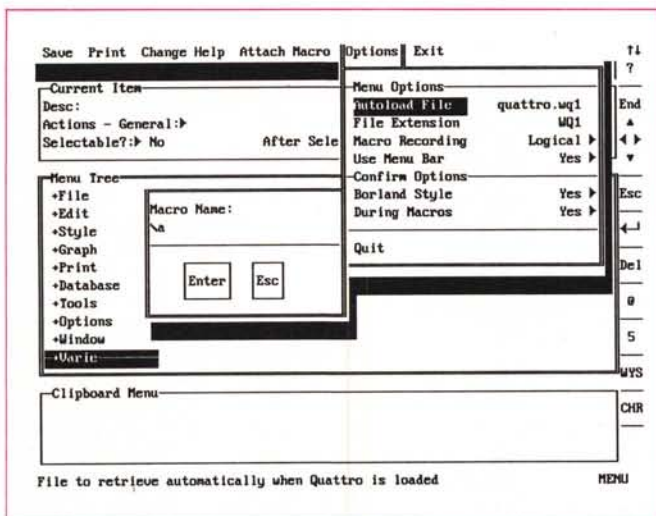 Save Print Change Help Attach Macro Options Exit
Current Item
Desc:
Actions - General:
Selectable?: No After Sele
Menu Options
Autoload File quattro.wq1
File Extension WQ1
Macro Recording Logical
Use Menu Bar Yes
Confirm Options
Borland Style Yes
During Macros Yes
Quit
Menu Tree
+File
+Edit
+Style
+Graph
+Print
+Database
+Tools
+Options
+Window
+Varie
Macro Name:
\a
Enter Esc
Clipboard Menu
?
End
Esc
Del
@
5
WYS
CHR
File to retrieve automatically when Quattro is loaded MENU